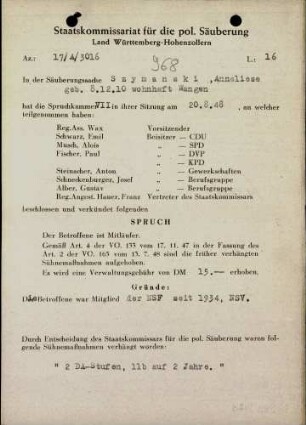 Staatskommissariat für die pol. Säuberung
Land Württemberg-Hohenzollern
Az.: 17/A/3016
L.: 16
968
In der Säuberungssache Szymanski, Anneliese
geb. 8.12.10 wohnhaft Wangen
hat die Spruchkammer VII in ihrer Sitzung am 20.8.48, an welcher
teilgenommen haben:
Reg.Ass. Wax Vorsitzender
Schwarz, Emil Beisitzer — CDU
Munsh, Alois „ — SPD
Fischer, Paul „ — DVP
„ — KPD
Steinacher, Anton „ — Gewerkschaften
Schneckenburger, Josef „ — Berufsgruppe
Alber, Gustav „ — Berufsgruppe
Reg.Angest. Hauer, Franz Vertreter des Staatskommissars
beschlossen und verkündet folgenden
SPRUCH
Der Betroffene ist Mitläufer.
Gemäß Art. 4 der VO. 133 vom 17. 11. 47 in der Fassung des
Art. 2 der VO. 165 vom 13. 7. 48 sind die früher verhängten
Sühnemaßnahmen aufgehoben.
Es wird eine Verwaltungsgebühr von DM 15.— erhoben.
Gründe:
Die Betroffene war Mitglied der NSF seit 1934, NSV.
Durch Entscheidung des Staatskommissars für die pol. Säuberung waren fol-
gende Sühnemaßnahmen verhängt worden:
" 2 DA-Stufen, 11b auf 2 Jahre. "